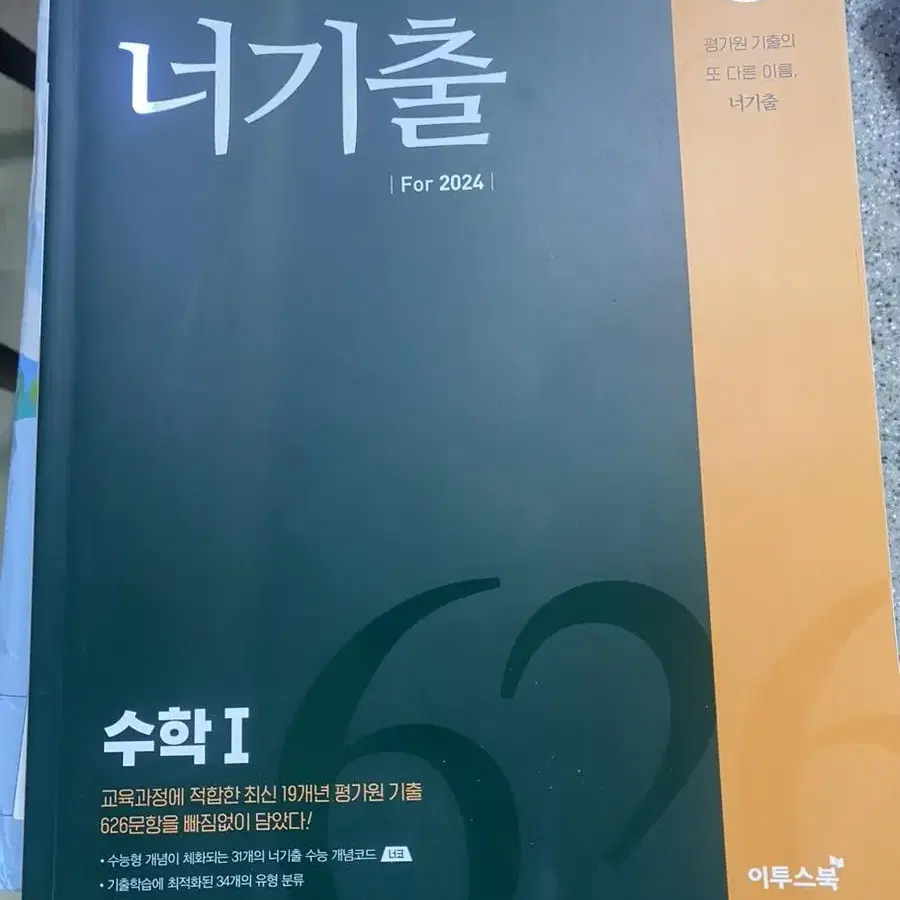 너기출
| For 2024 |
평가원 기출의
또 다른 이름,
너기출
수학 I
교육과정에 적합한 최신 19개년 평가원 기출
626문항을 빠짐없이 담았다!
• 수능형 개념이 체화되는 31개의 너기출 수능 개념코드 너코
• 기출학습에 최적화된 34개의 유형 분류
626
이투스북